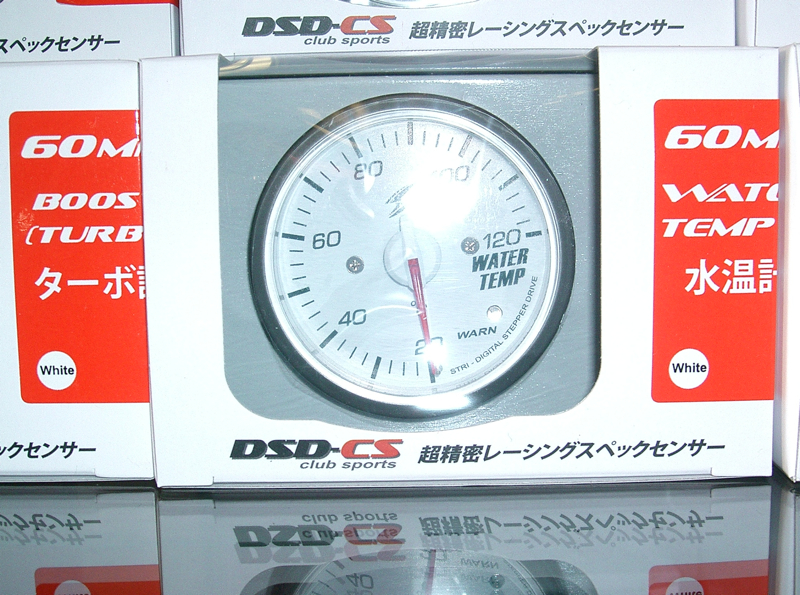 スペックセンサー
DSD-CS
club sports
超精密レーシングスペックセンサー
60M
BOOS
(TURB
ターボ
White
80
100
60
120
WATER
TEMP
40
20
WARN
STRI - DIGITAL STEPPER DRIVE
60M
WAT
TEMP
水温計
White
ックセンサー
DSD-CS
club sports
超精密レーシングスペックセンサー